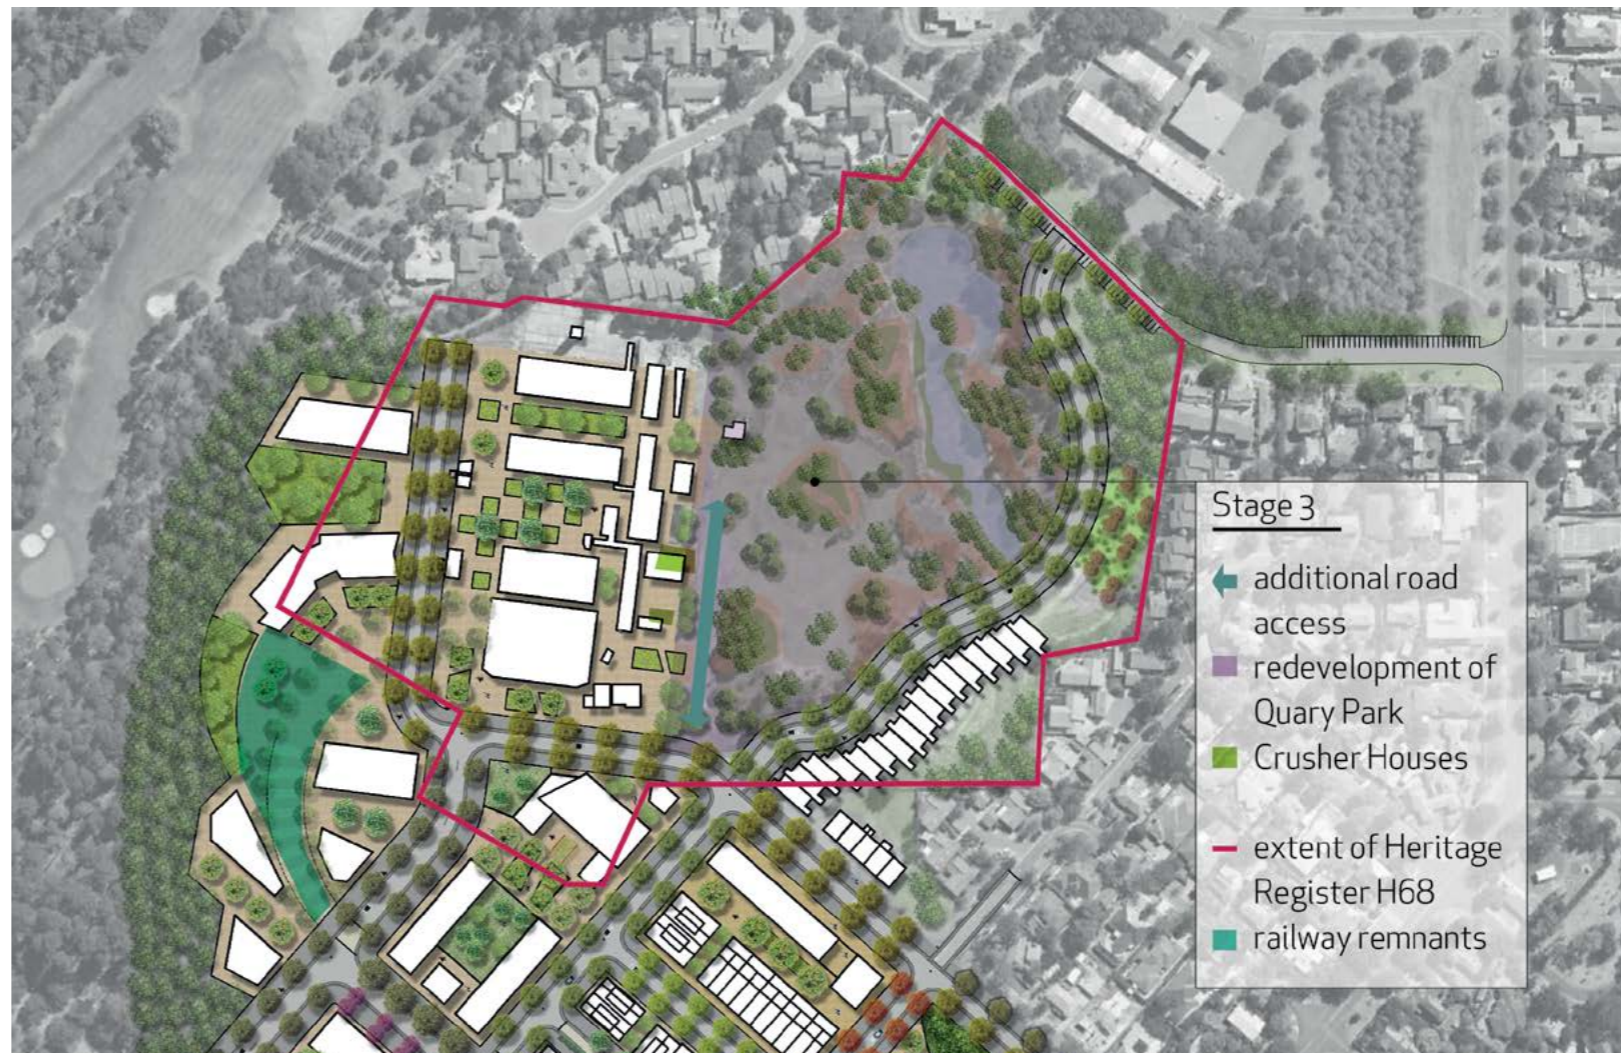 Stage 3
additional road
access
redevelopment of
Quary Park
Crusher Houses
extent of Heritage
Register H68
railway remnants